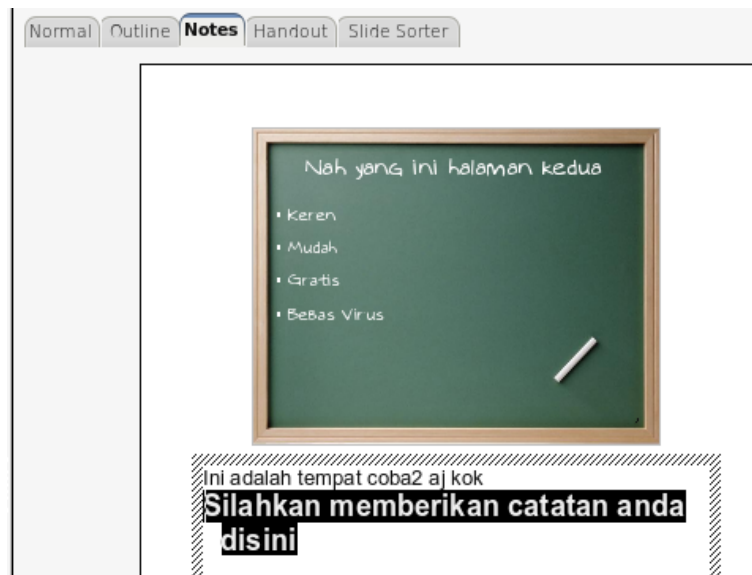 Normal Outline Notes Handout Slide Sorter
Nah yang ini halaman kedua
• Keren
• Mudah
• Gratis
• Bebas Virus
Ini adalah tempat coba2 aj kok
Silahkan memberikan catatan anda
disini